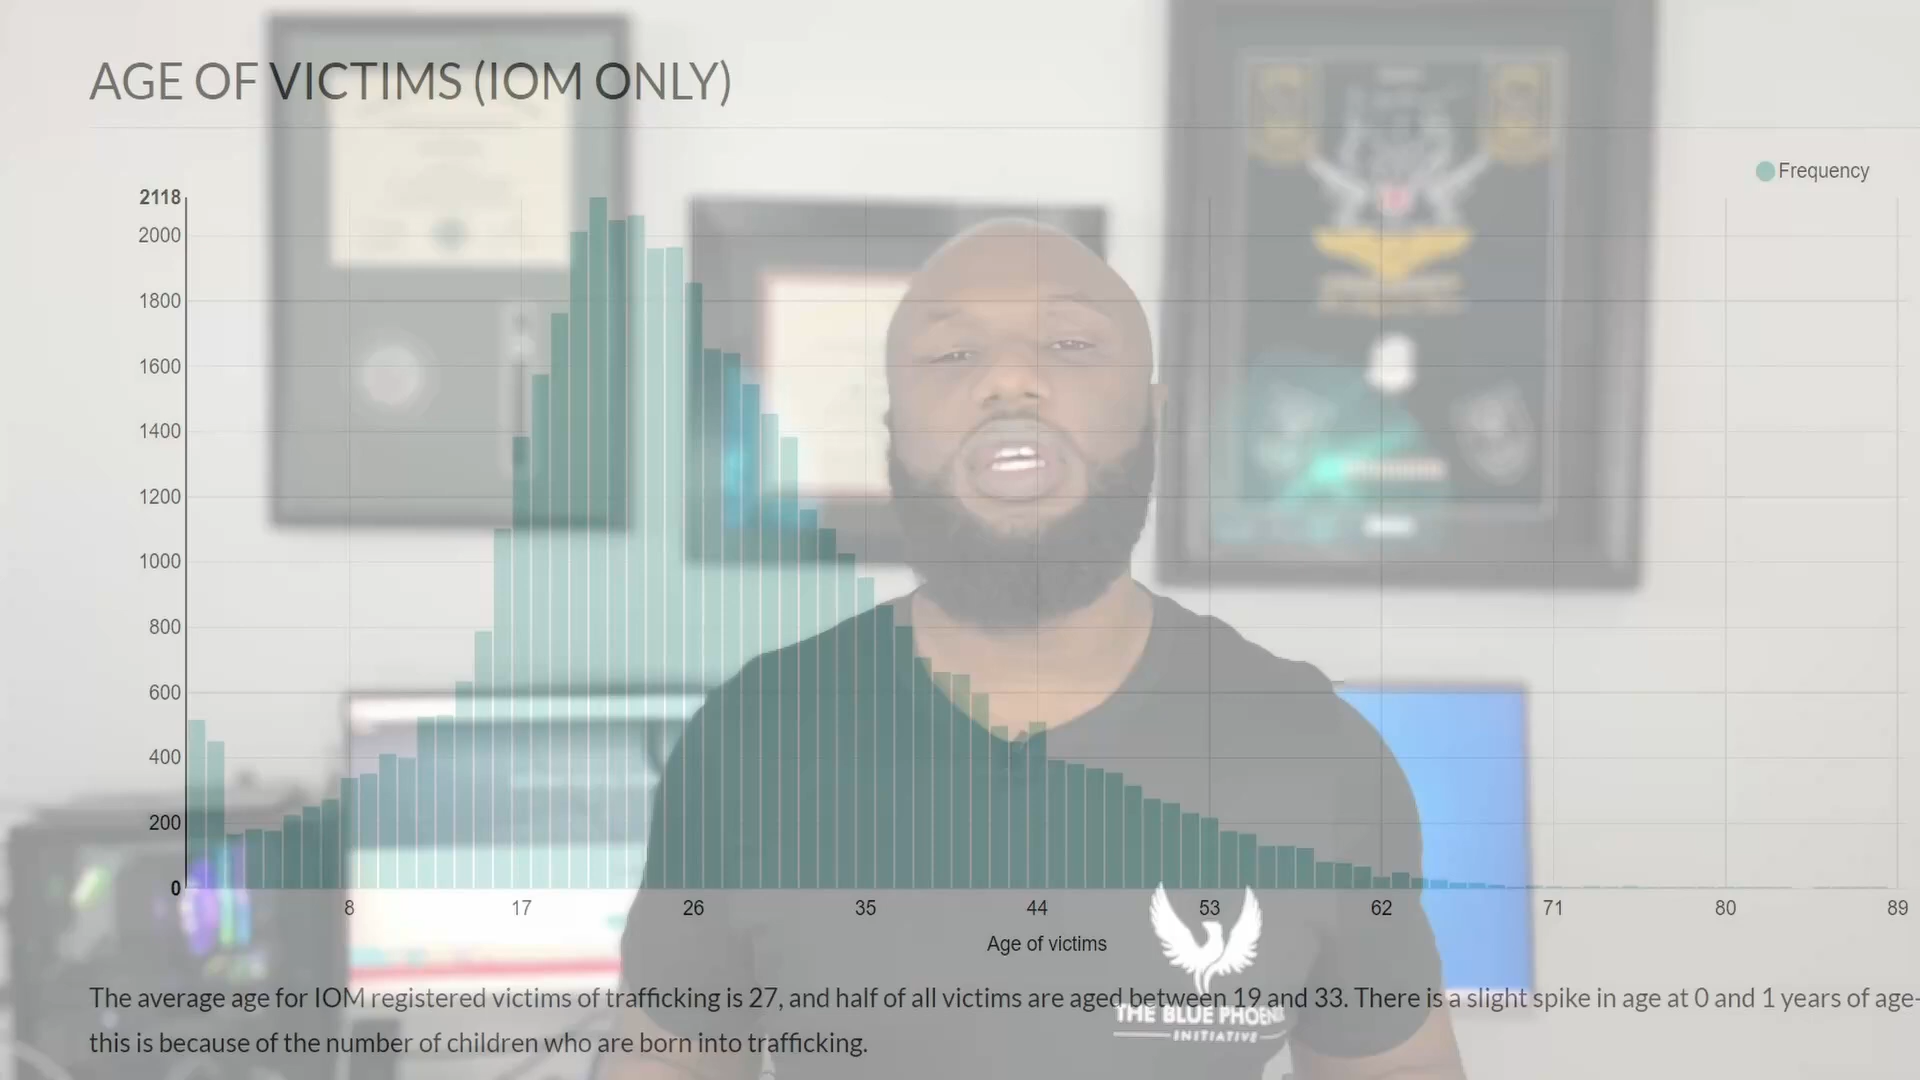 AGE OF VICTIMS (IOM ONLY)
Frequency
2118
2000
1800
1600
1400
1200
1000
800
600
400
200
0
8 17 26 35 44 53 62 71 80 89
Age of victims
The average age for IOM registered victims of trafficking is 27, and half of all victims are aged between 19 and 33. There is a slight spike in age at 0 and 1 years of age-
this is because of the number of children who are born into trafficking.
THE BLUE PHOENIX
INITIATIVE